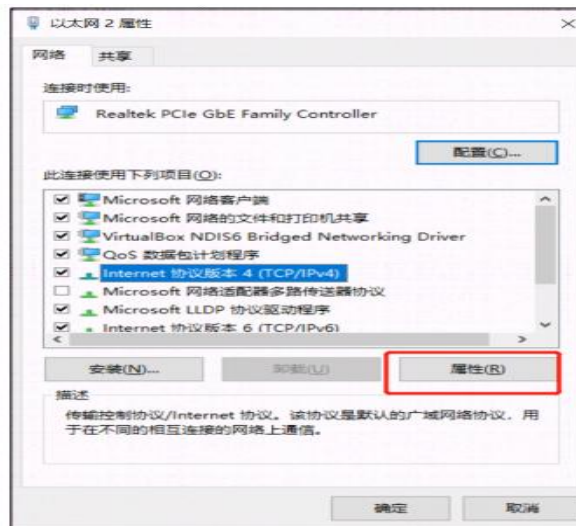 以太网 2 属性
网络 共享
连接时使用:
Realtek PCIe GbE Family Controller
配置(C)...
此连接使用下列项目(O):
Microsoft 网络客户端
Microsoft 网络的文件和打印机共享
VirtualBox NDIS6 Bridged Networking Driver
QoS 数据包计划程序
Internet 协议版本 4 (TCP/IPv4)
Microsoft 网络适配器多路传送器协议
Microsoft LLDP 协议驱动程序
Internet 协议版本 6 (TCP/IPv6)
安装(N)... 卸载(U) 属性(R)
描述
传输控制协议/Internet 协议。该协议是默认的广域网络协议，用
于在不同的相互连接的网络上通信。
确定 取消